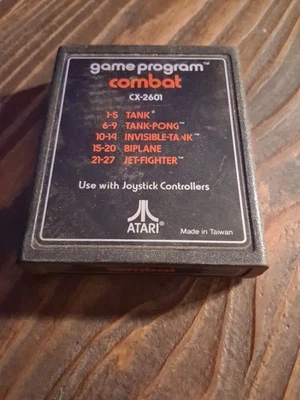 game program™
combat
CX-2601
1-5 TANK®
6-9 TANK-PONG™
10-14 INVISIBLE-TANK™
15-20 BIPLANE
21-27 JET-FIGHTER™
Use with Joystick Controllers
ATARI®
Made in Taiwan
combat